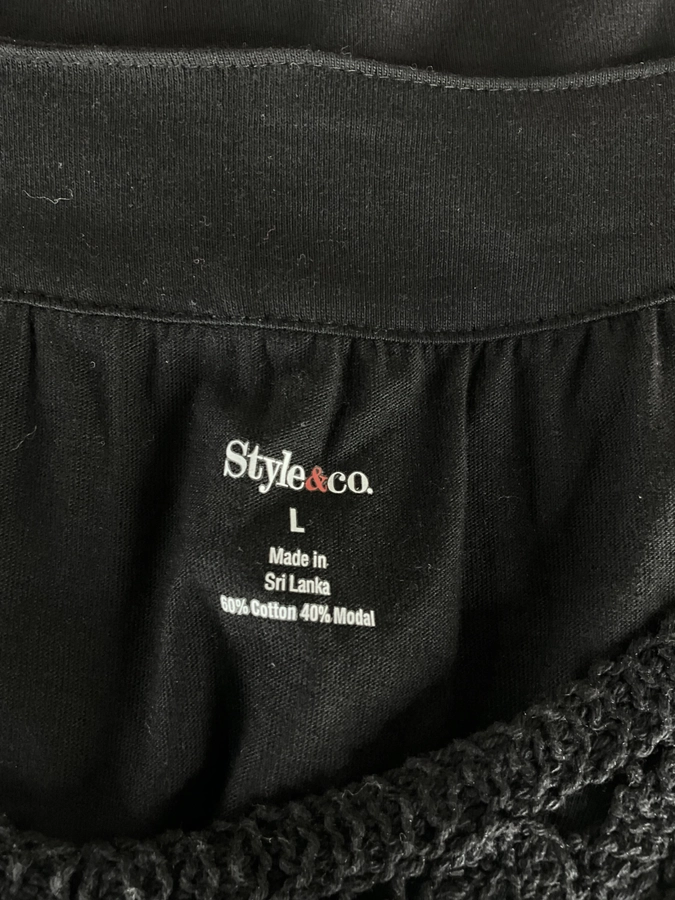 Style&co.
L
Made in
Sri Lanka
60% Cotton 40% Modal